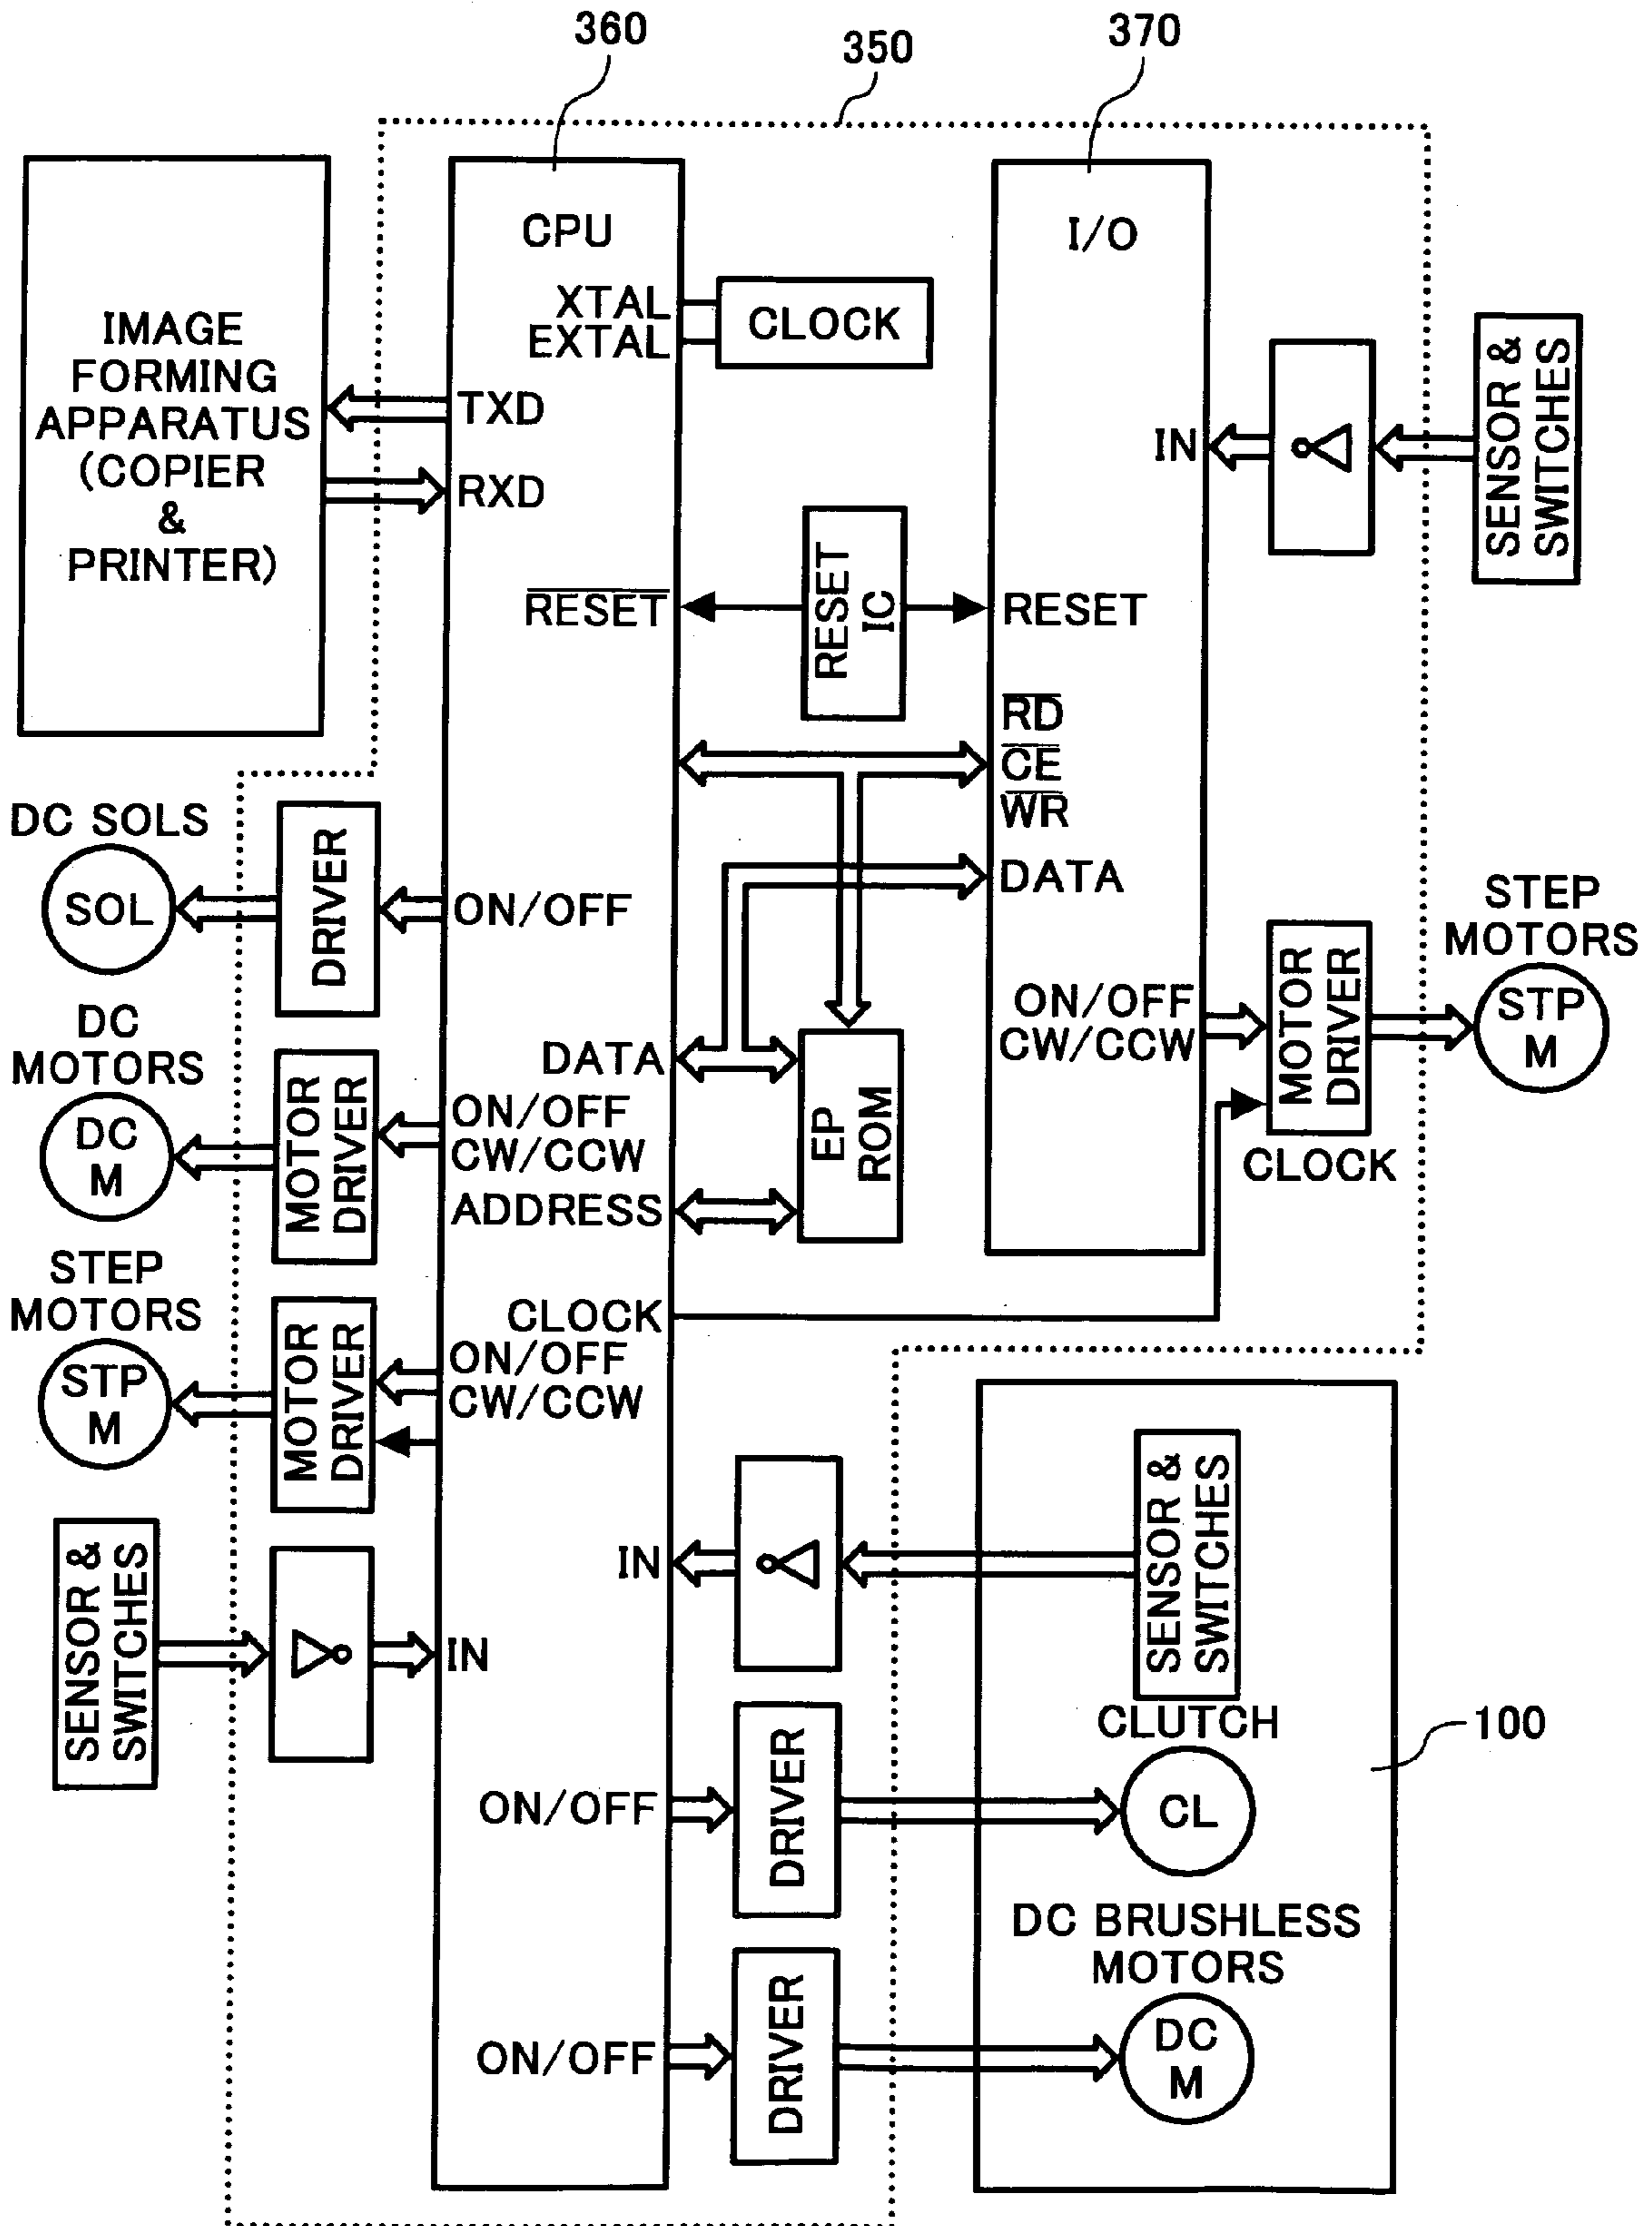 360
350
370
CPU
I/O
XTAL
EXTAL
CLOCK
IMAGE
FORMING
APPARATUS
(COPIER
&
PRINTER)
TXD
RXD
IN
SENSOR &
SWITCHES
RESET
RESET
IC
RESET
RD
CE
WR
DATA
DC SOLS
SOL
DRIVER
ON/OFF
STEP
MOTORS
STP
M
ON/OFF
CW/CCW
MOTOR
DRIVER
CLOCK
DC
MOTORS
DC
M
MOTOR
DRIVER
DATA
ON/OFF
CW/CCW
ADDRESS
EP
ROM
STEP
MOTORS
STP
M
MOTOR
DRIVER
CLOCK
ON/OFF
CW/CCW
SENSOR &
SWITCHES
IN
IN
SENSOR &
SWITCHES
CLUTCH
CL
100
ON/OFF
DRIVER
DC BRUSHLESS
MOTORS
DC
M
ON/OFF
DRIVER